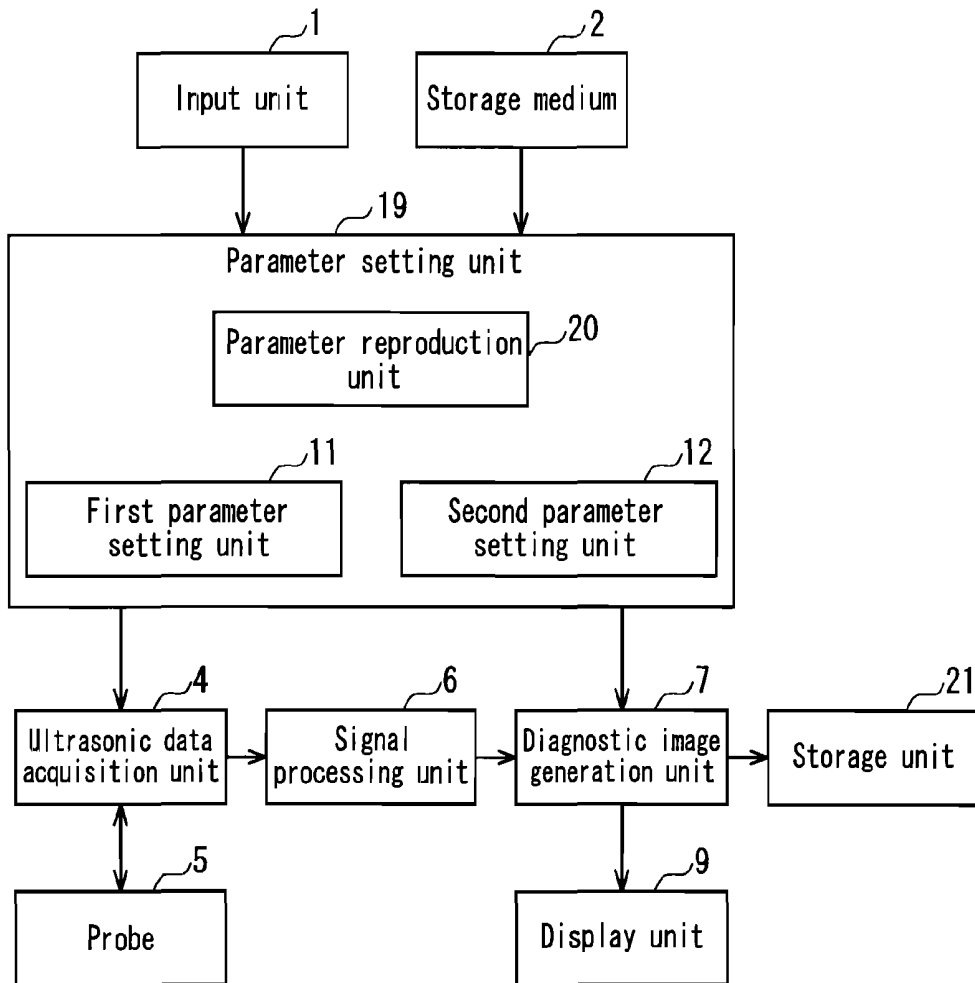 1
2
Input unit
Storage medium
19
Parameter setting unit
20
Parameter reproduction
unit
11
12
First parameter
setting unit
Second parameter
setting unit
4
6
7
21
Ultrasonic data
acquisition unit
Signal
processing unit
Diagnostic image
generation unit
Storage unit
5
9
Probe
Display unit